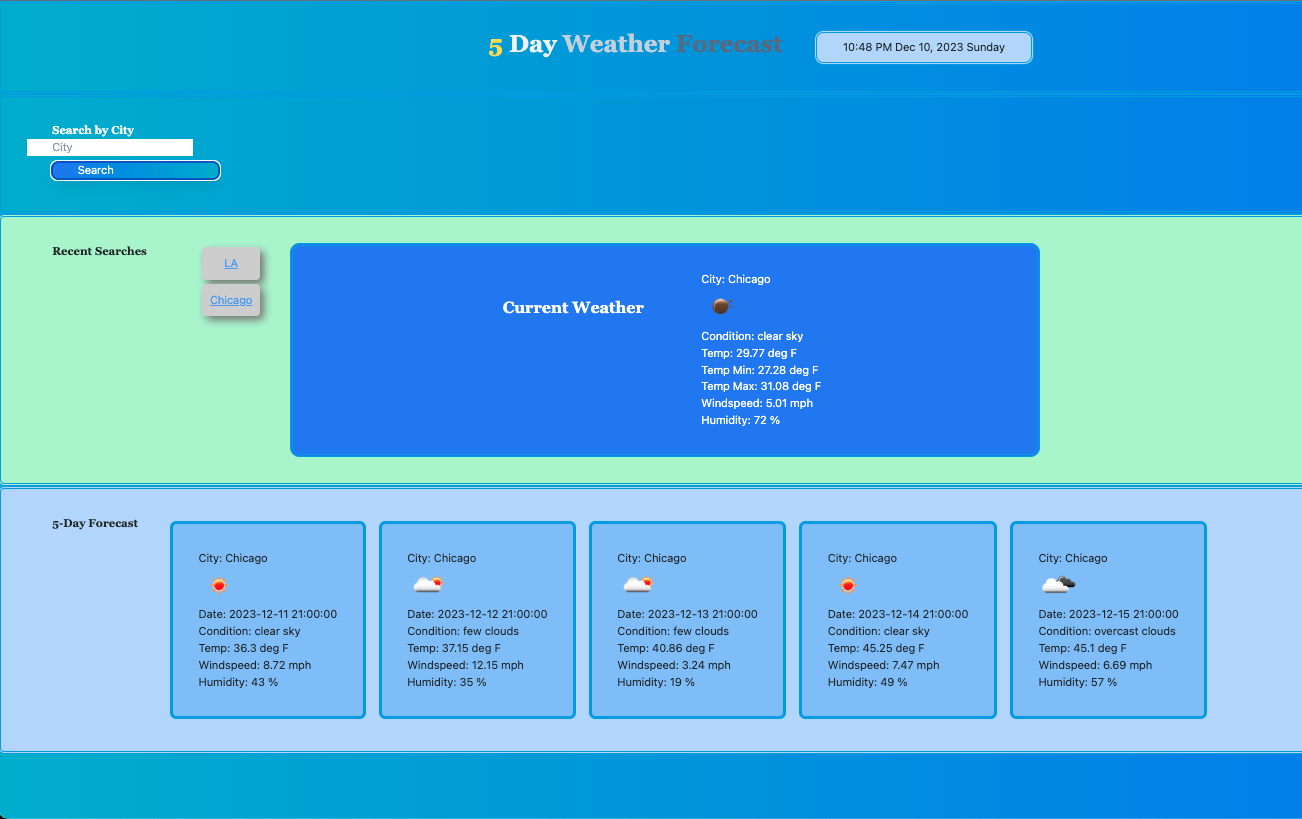 5 Day Weather Forecast
10:48 PM Dec 10, 2023 Sunday
Search by City
City
Search
Recent Searches
LA
Chicago
Current Weather
City: Chicago
Condition: clear sky
Temp: 29.77 deg F
Temp Min: 27.28 deg F
Temp Max: 31.08 deg F
Windspeed: 5.01 mph
Humidity: 72 %
5-Day Forecast
City: Chicago
Date: 2023-12-11 21:00:00
Condition: clear sky
Temp: 36.3 deg F
Windspeed: 8.72 mph
Humidity: 43 %
City: Chicago
Date: 2023-12-12 21:00:00
Condition: few clouds
Temp: 37.15 deg F
Windspeed: 12.15 mph
Humidity: 35 %
City: Chicago
Date: 2023-12-13 21:00:00
Condition: few clouds
Temp: 40.86 deg F
Windspeed: 3.24 mph
Humidity: 19 %
City: Chicago
Date: 2023-12-14 21:00:00
Condition: clear sky
Temp: 45.25 deg F
Windspeed: 7.47 mph
Humidity: 49 %
City: Chicago
Date: 2023-12-15 21:00:00
Condition: overcast clouds
Temp: 45.1 deg F
Windspeed: 6.69 mph
Humidity: 57 %